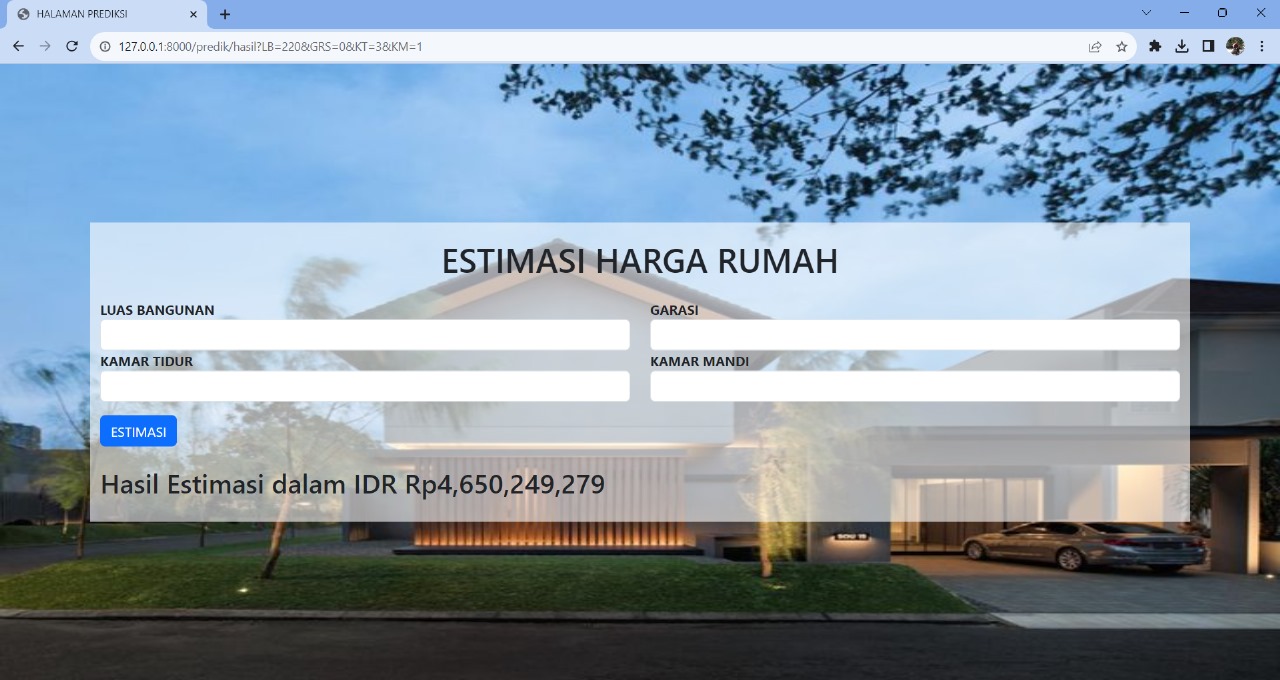 HALAMAN PREDIKSI
127.0.0.1:8000/predik/hasil?LB=220&GRS=0&KT=3&KM=1
ESTIMASI HARGA RUMAH
LUAS BANGUNAN
GARASI
KAMAR TIDUR
KAMAR MANDI
ESTIMASI
Hasil Estimasi dalam IDR Rp4,650,249,279